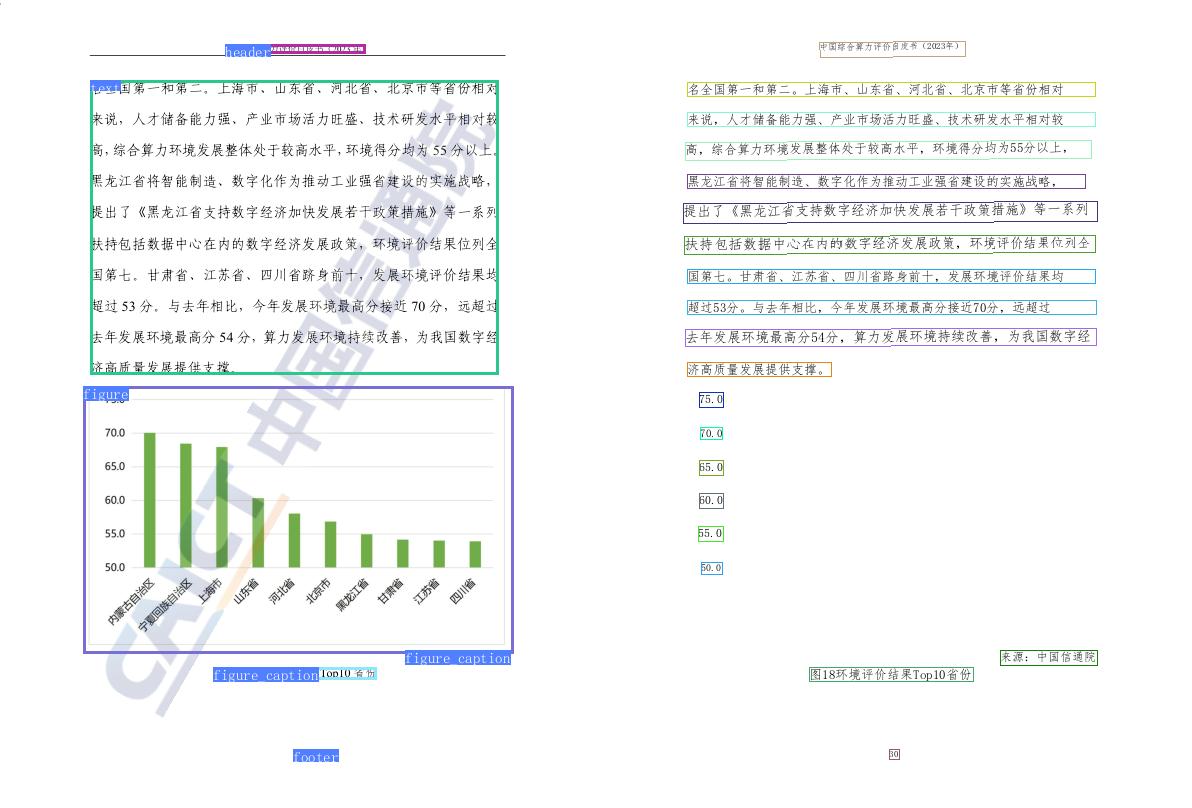 header
text
国第一和第二。上海市、山东省、河北省、北京市等省份相对
来说，人才储备能力强、产业市场活力旺盛、技术研发水平相对较
高，综合算力环境发展整体处于较高水平，环境得分均为 55 分以上。
黑龙江省将智能制造、数字化作为推动工业强省建设的实施战略，
提出了《黑龙江省支持数字经济加快发展若干政策措施》等一系列
扶持包括数据中心在内的数字经济发展政策，环境评价结果位列全
国第七。甘肃省、江苏省、四川省跻身前十，发展环境评价结果均
超过 53 分。与去年相比，今年发展环境最高分接近 70 分，远超过
去年发展环境最高分 54 分，算力发展环境持续改善，为我国数字经
济高质量发展提供支撑。
figure
75.0
70.0
65.0
60.0
55.0
50.0
内蒙古自治区
宁夏回族自治区
上海市
山东省
河北省
北京市
黑龙江省
甘肃省
江苏省
四川省
CAICT 中国信通院
figure_caption
figure_caption Top10 省份
footer
中国综合算力评价白皮书（2023年）
名全国第一和第二。上海市、山东省、河北省、北京市等省份相对
来说，人才储备能力强、产业市场活力旺盛、技术研发水平相对较
高，综合算力环境发展整体处于较高水平，环境得分均为55分以上，
黑龙江省将智能制造、数字化作为推动工业强省建设的实施战略，
提出了《黑龙江省支持数字经济加快发展若干政策措施》等一系列
扶持包括数据中心在内的数字经济发展政策，环境评价结果位列全
国第七。甘肃省、江苏省、四川省路身前十，发展环境评价结果均
超过53分。与去年相比，今年发展环境最高分接近70分，远超过
去年发展环境最高分54分，算力发展环境持续改善，为我国数字经
济高质量发展提供支撑。
75.0
70.0
65.0
60.0
55.0
50.0
来源：中国信通院
图18环境评价结果Top10省份
30